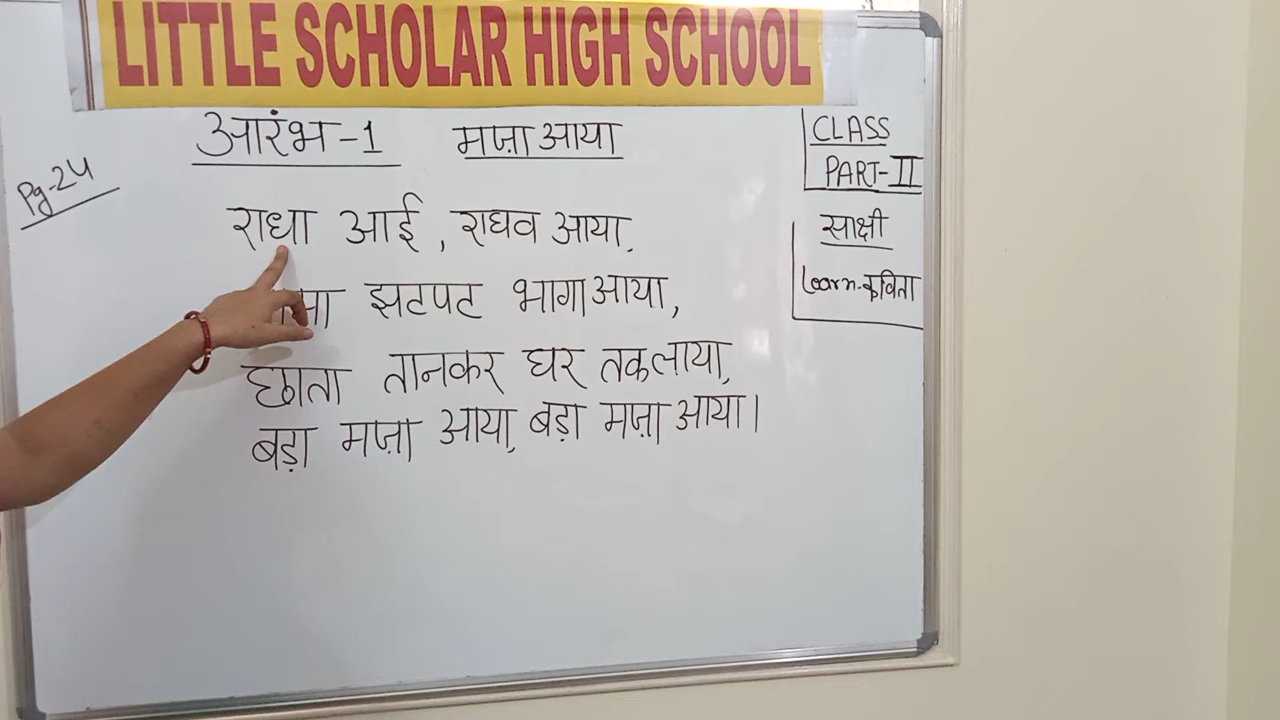 LITTLE SCHOLAR HIGH SCHOOL
आरंभ-1 मज़ा आया
CLASS
PART-II
Pg-24
साक्षी
Learn-कविता
राधा आई, राघव आया,
झटपट भागा आया,
छाता तानकर घर तक लाया,
बड़ा मज़ा आया, बड़ा मज़ा आया।